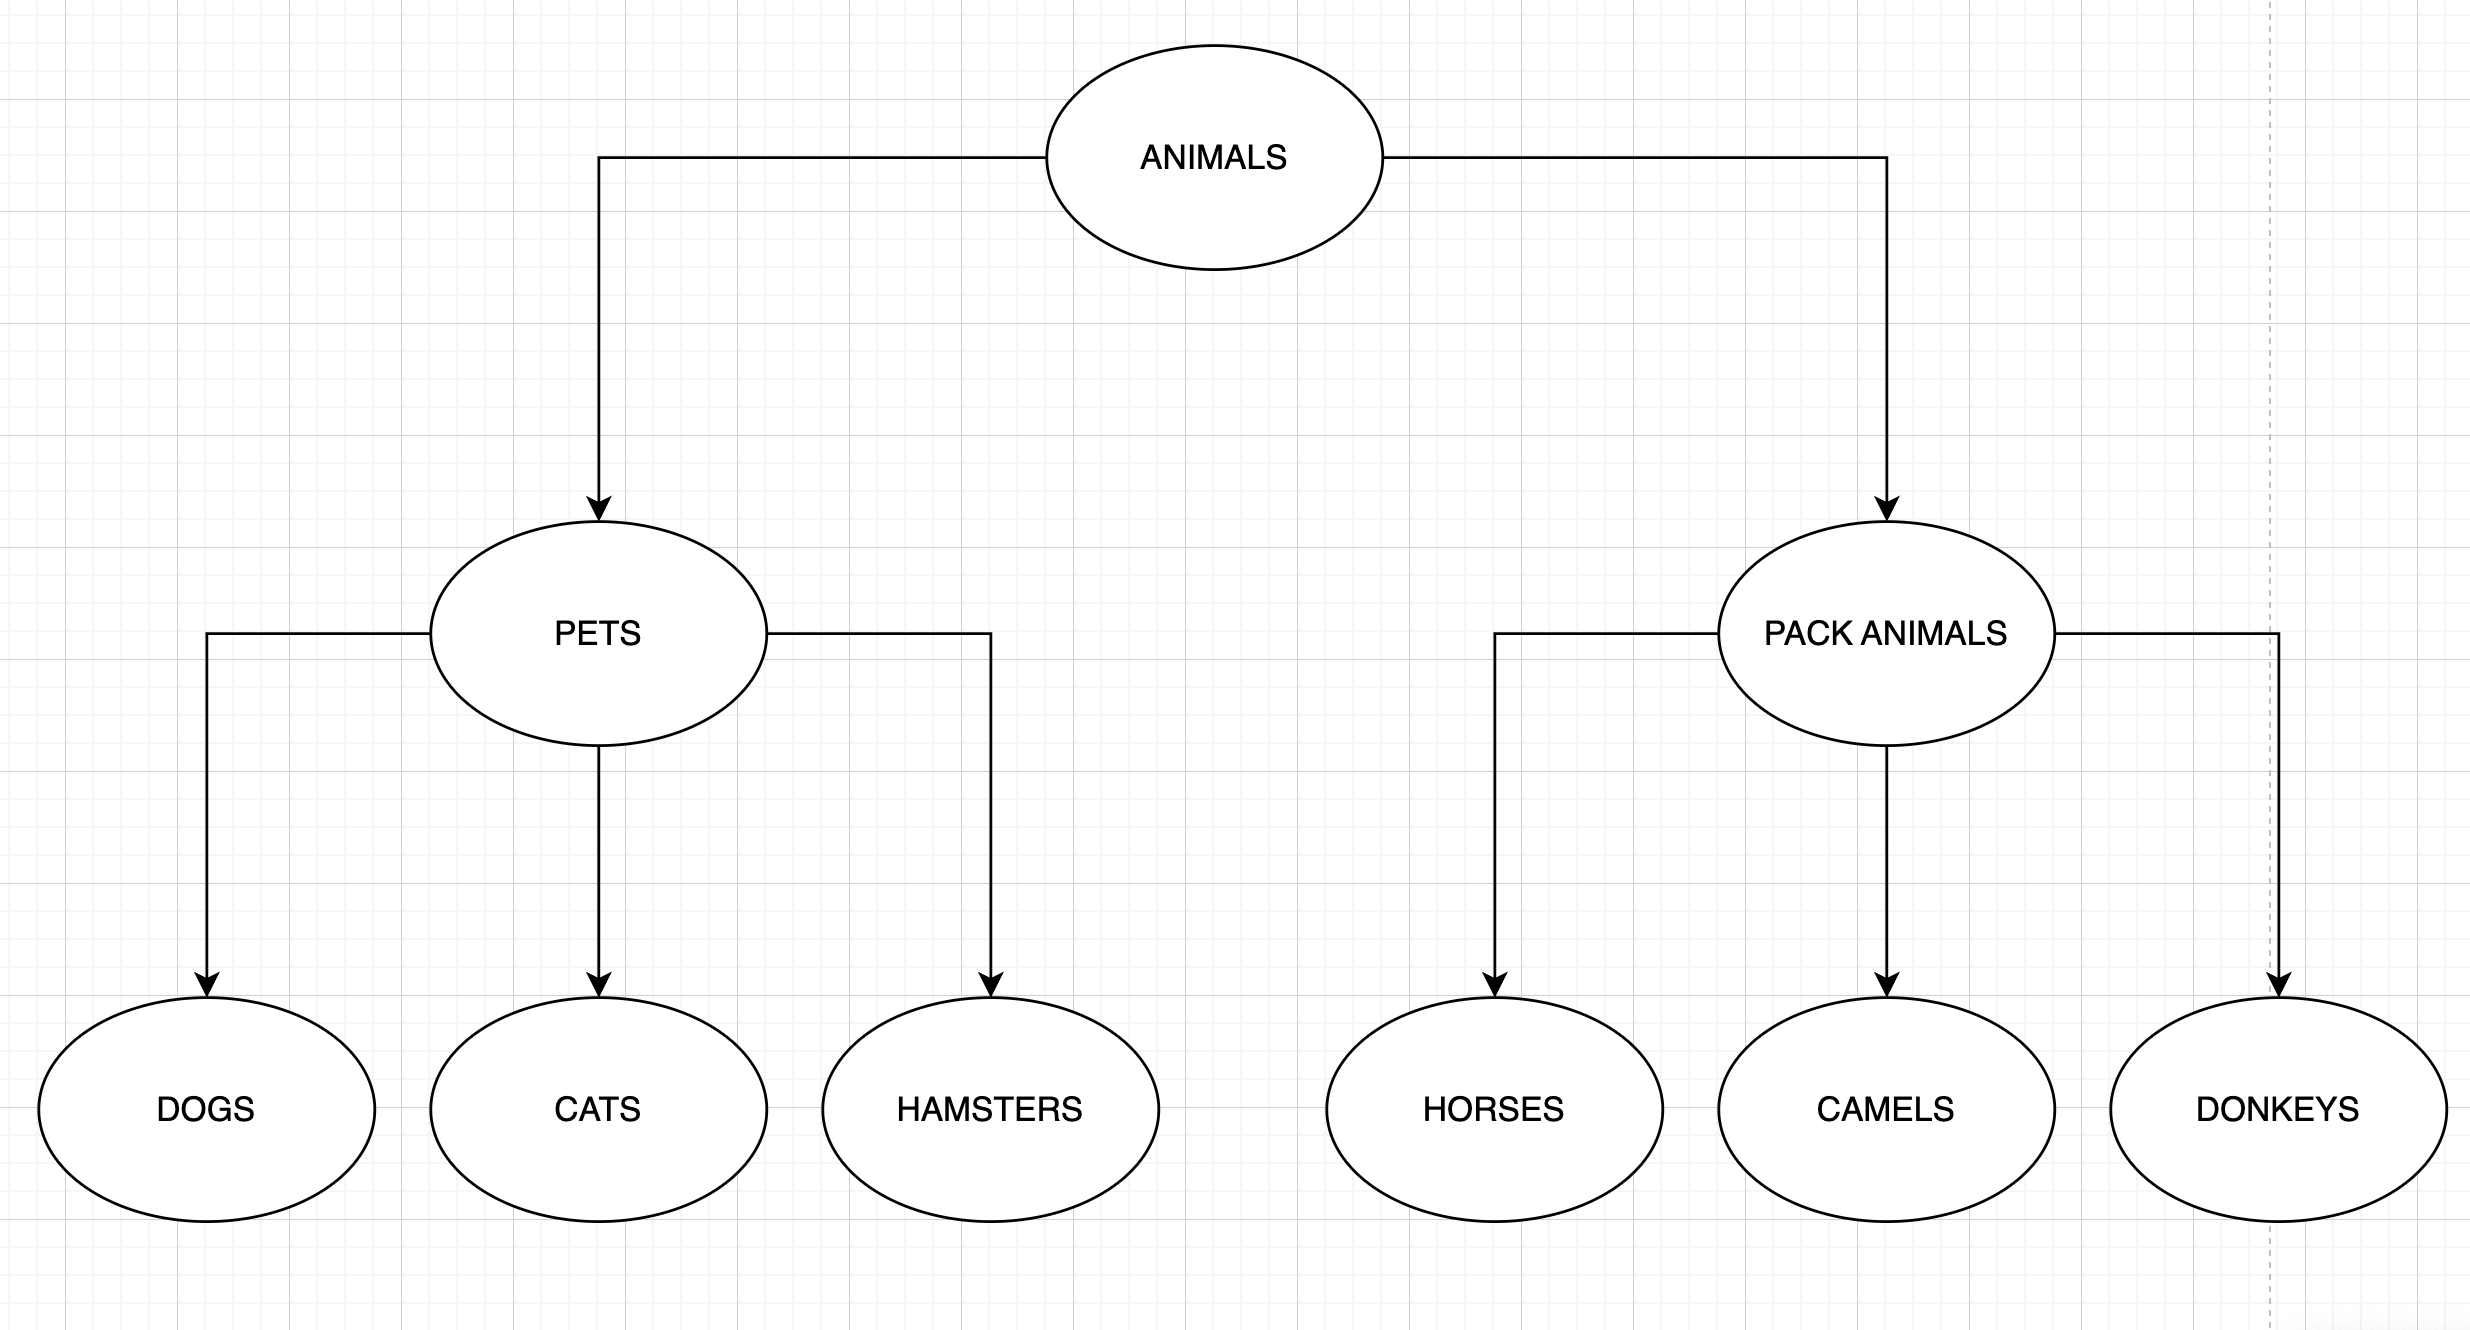 ANIMALS
PETS
PACK ANIMALS
DOGS
CATS
HAMSTERS
HORSES
CAMELS
DONKEYS